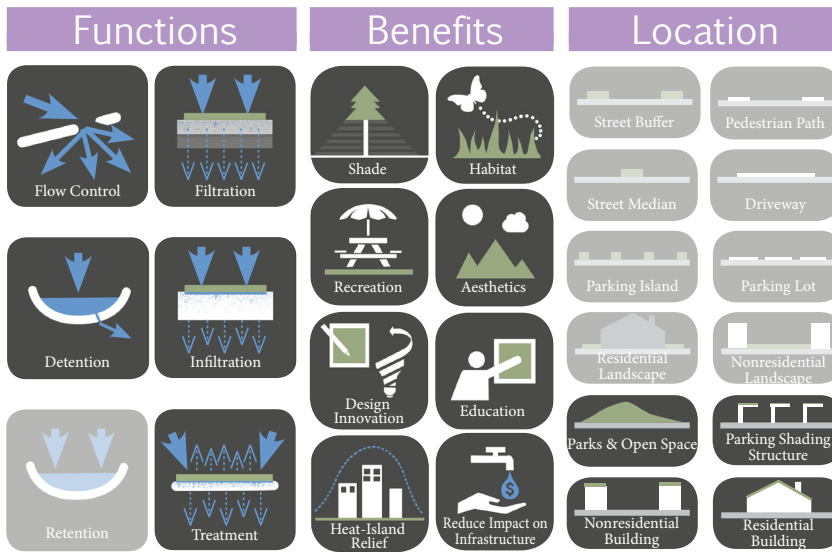 Functions
Benefits
Location
Flow Control
Filtration
Detention
Infiltration
Retention
Treatment
Shade
Habitat
Recreation
Aesthetics
Design
Innovation
Education
Heat-Island
Relief
$
Reduce Impact on
Infrastructure
Street Buffer
Pedestrian Path
Street Median
Driveway
Parking Island
Parking Lot
Residential
Landscape
Nonresidential
Landscape
Parks & Open Space
Parking Shading
Structure
Nonresidential
Building
Residential
Building